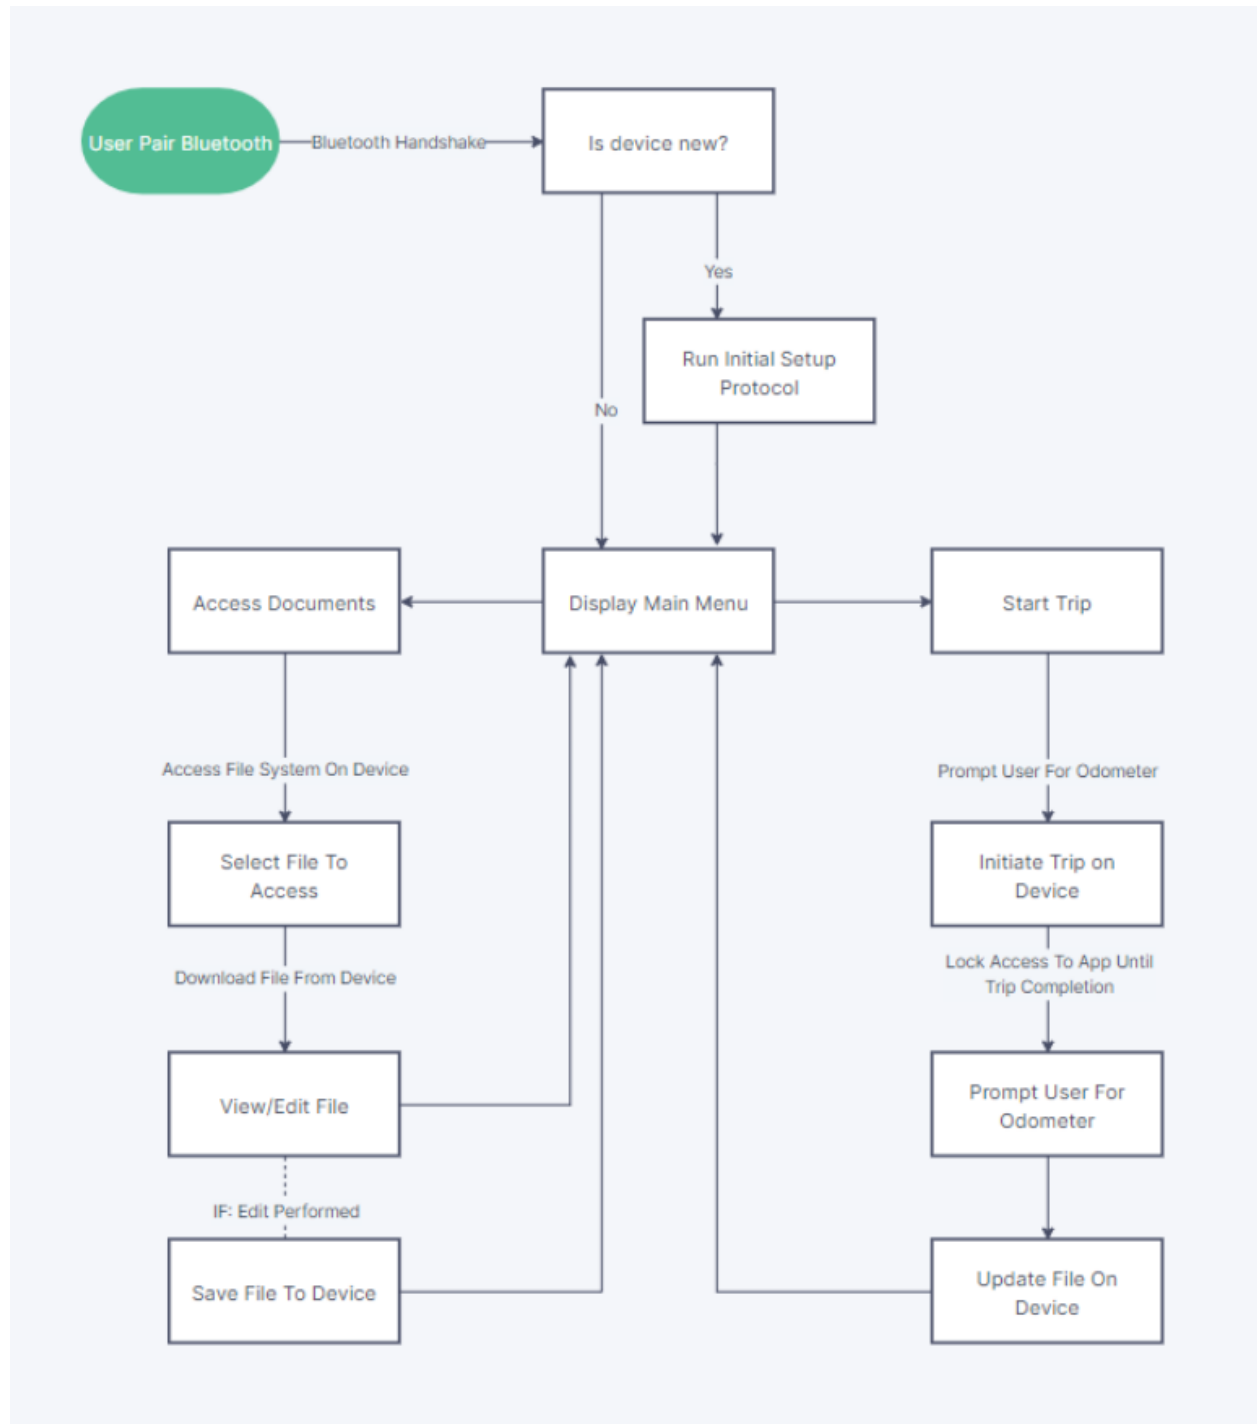 User Pair Bluetooth
Bluetooth Handshake
Is device new?
Yes
Run Initial Setup
Protocol
No
Access Documents
Display Main Menu
Start Trip
Access File System On Device
Prompt User For Odometer
Select File To
Access
Initiate Trip on
Device
Download File From Device
Lock Access To App Until
Trip Completion
View/Edit File
Prompt User For
Odometer
IF: Edit Performed
Save File To Device
Update File On
Device